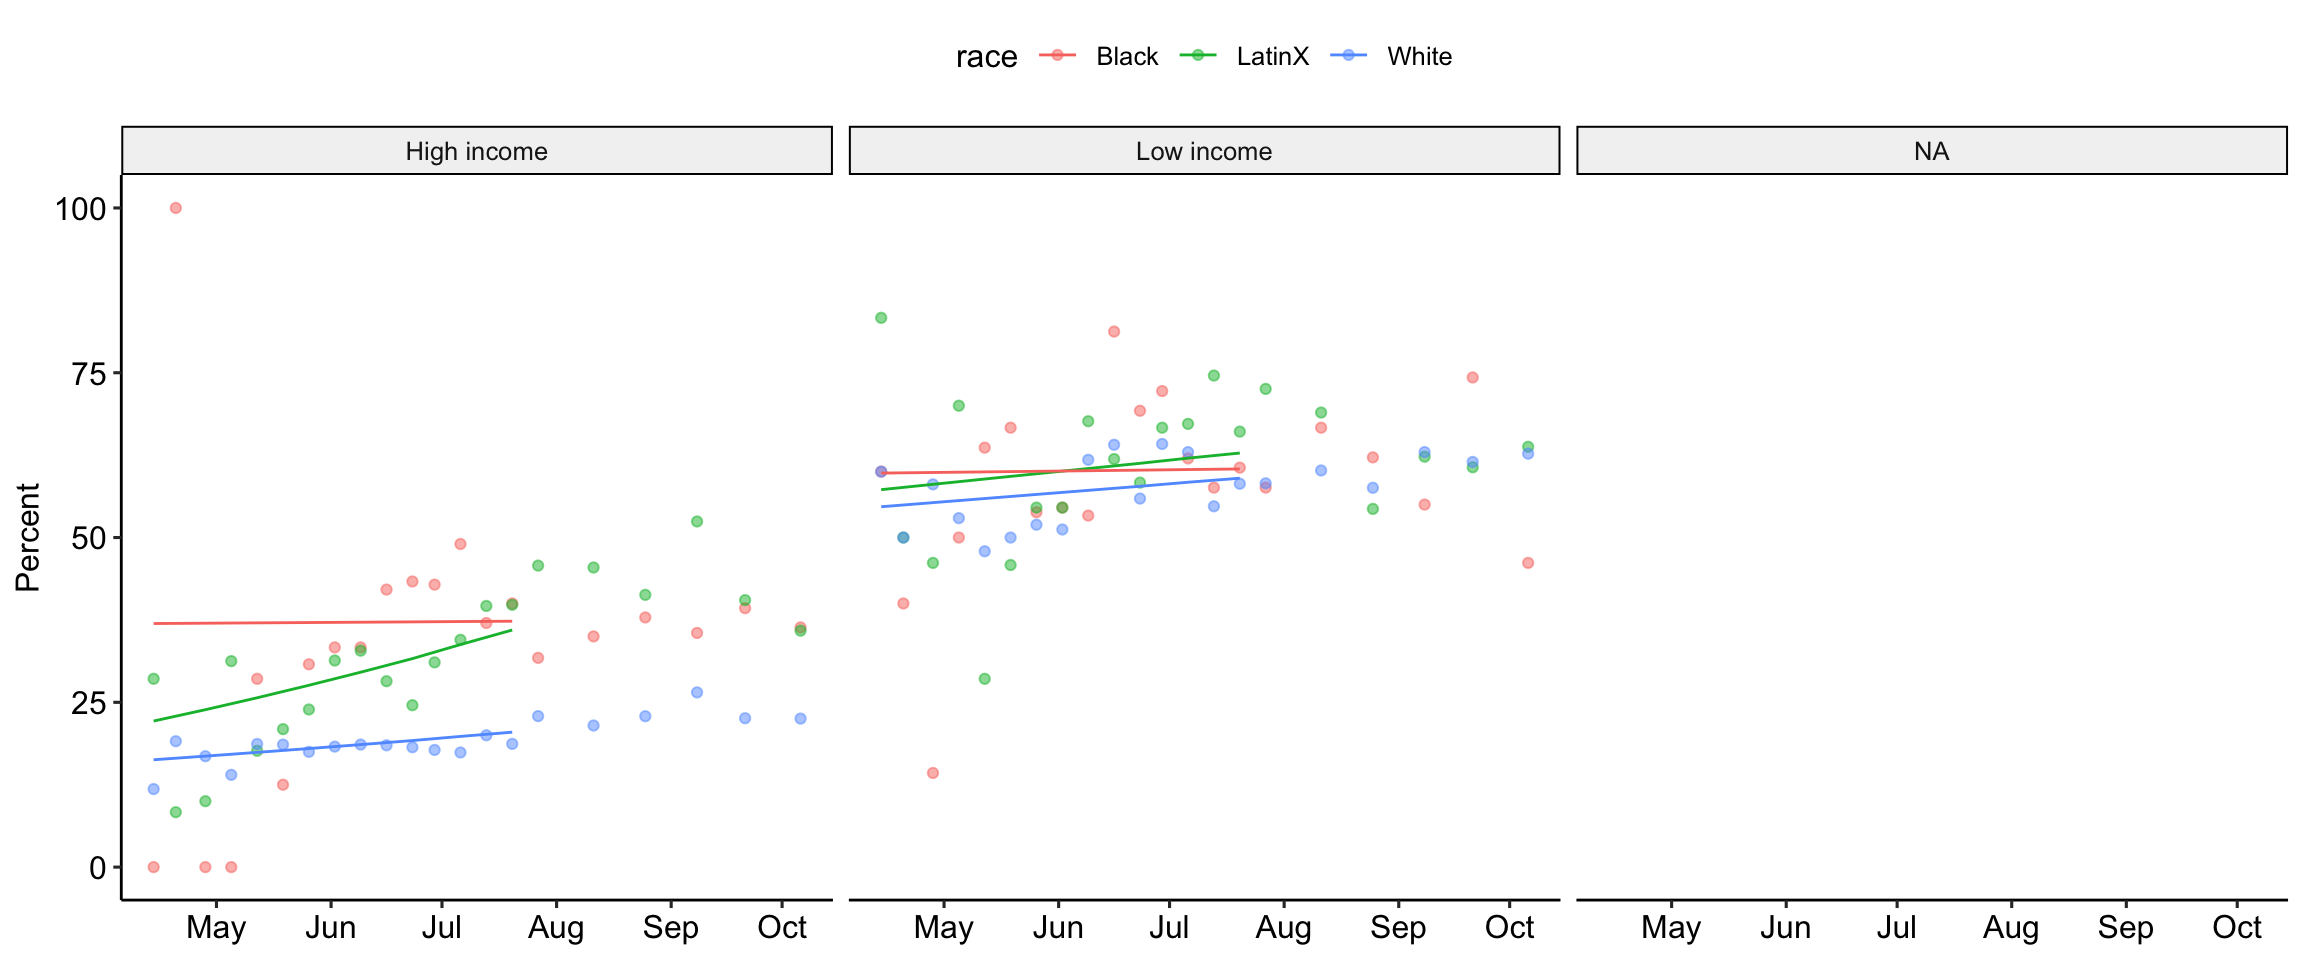 race Black LatinX White
High income Low income NA
Percent
100
75
50
25
0
May Jun Jul Aug Sep Oct May Jun Jul Aug Sep Oct May Jun Jul Aug Sep Oct